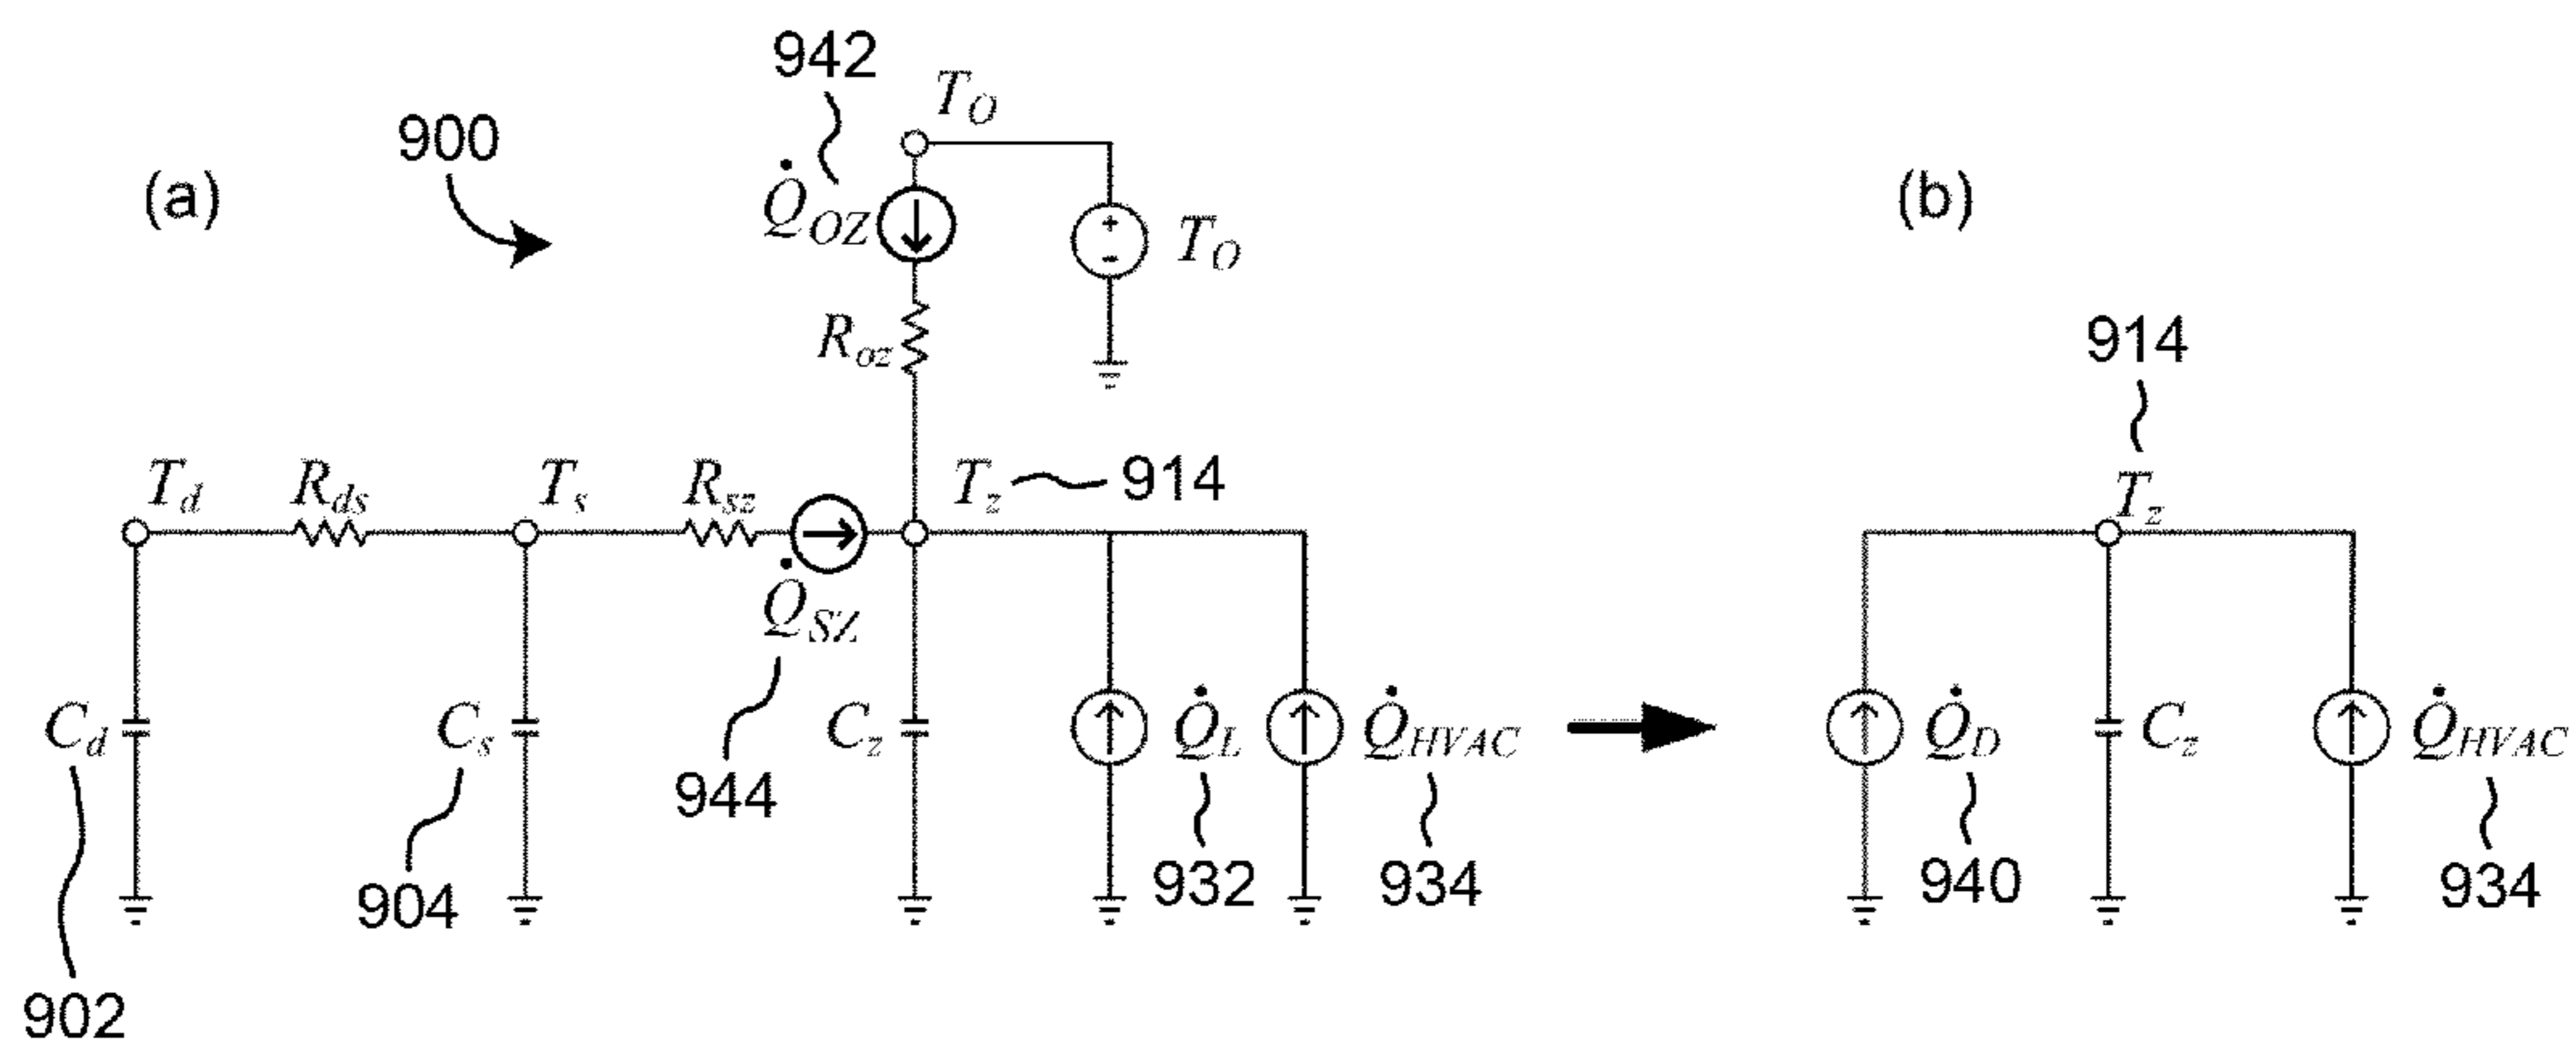 942
T_O
900
(a)
Q̇_OZ
T_O
(b)
R_oz
914
T_d
R_ds
T_s
R_sz
T_z
914
T_z
Q̇_SZ
C_d
C_s
C_z
Q̇_L
Q̇_HVAC
Q̇_D
C_z
Q̇_HVAC
944
904
932
934
940
934
902